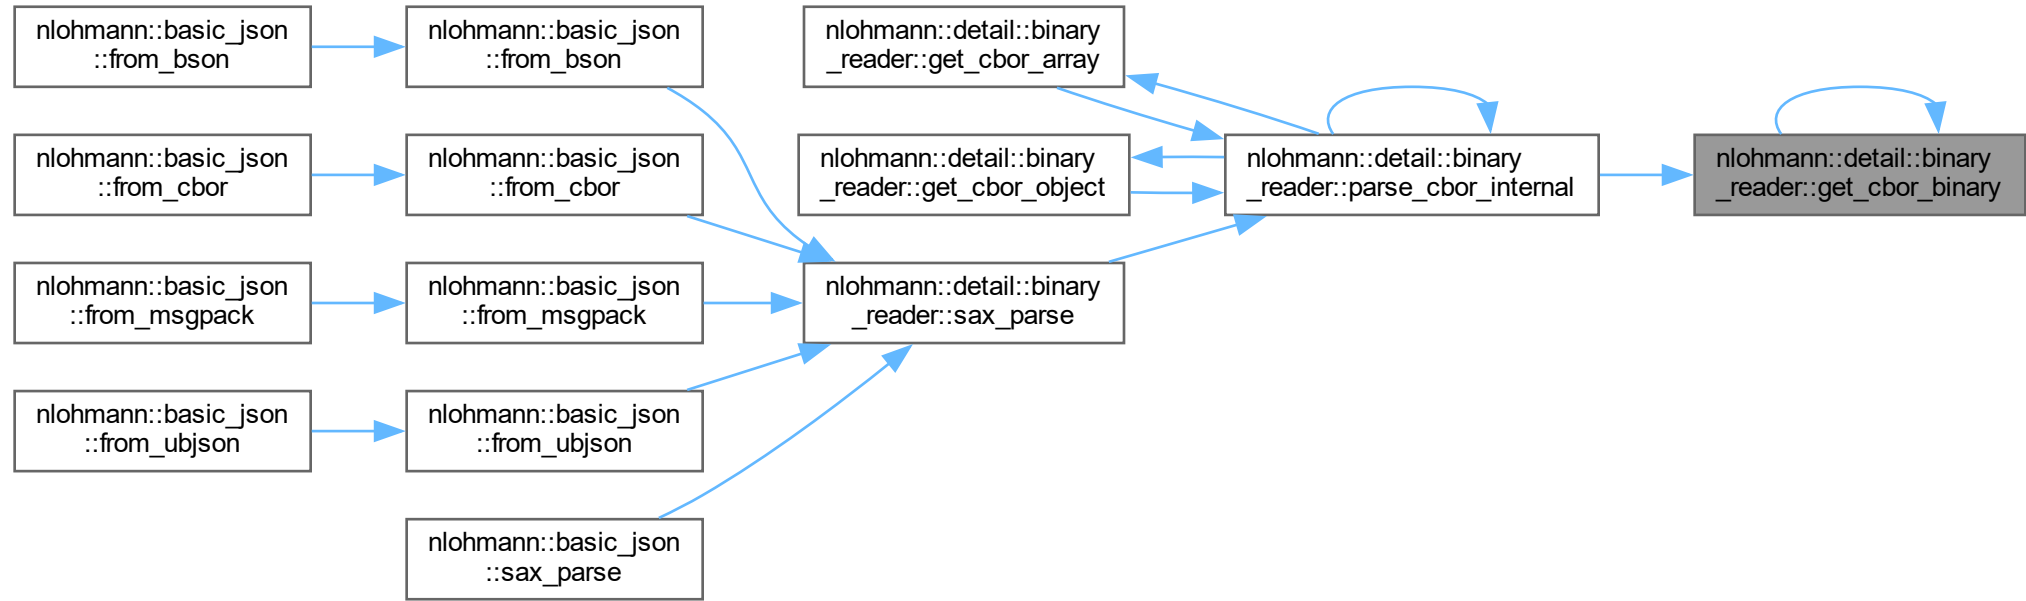 nlohmann::basic_json
::from_bson
nlohmann::basic_json
::from_bson
nlohmann::detail::binary
_reader::get_cbor_array
nlohmann::basic_json
::from_cbor
nlohmann::basic_json
::from_cbor
nlohmann::detail::binary
_reader::get_cbor_object
nlohmann::detail::binary
_reader::parse_cbor_internal
nlohmann::detail::binary
_reader::get_cbor_binary
nlohmann::basic_json
::from_msgpack
nlohmann::basic_json
::from_msgpack
nlohmann::detail::binary
_reader::sax_parse
nlohmann::basic_json
::from_ubjson
nlohmann::basic_json
::from_ubjson
nlohmann::basic_json
::sax_parse